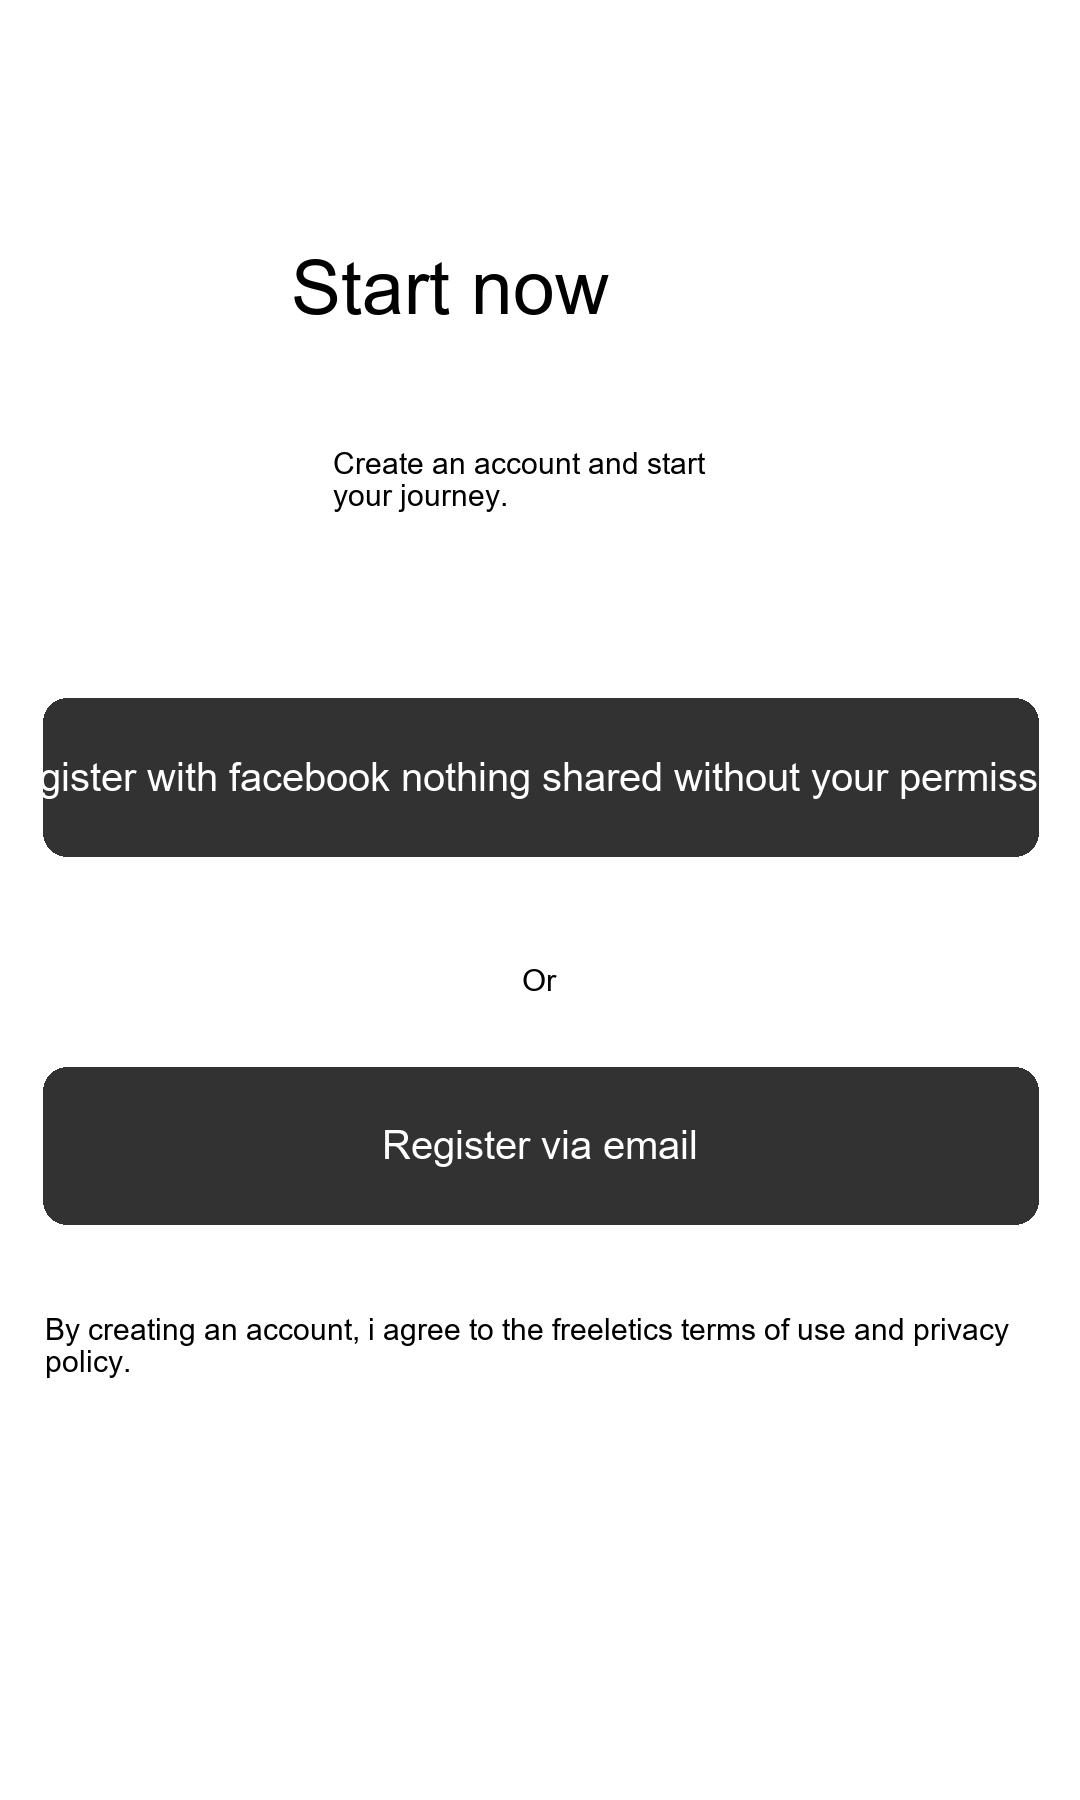 Start now
Create an account and start
your journey.
gister with facebook nothing shared without your permiss
Or
Register via email
By creating an account, i agree to the freeletics terms of use and privacy
policy.